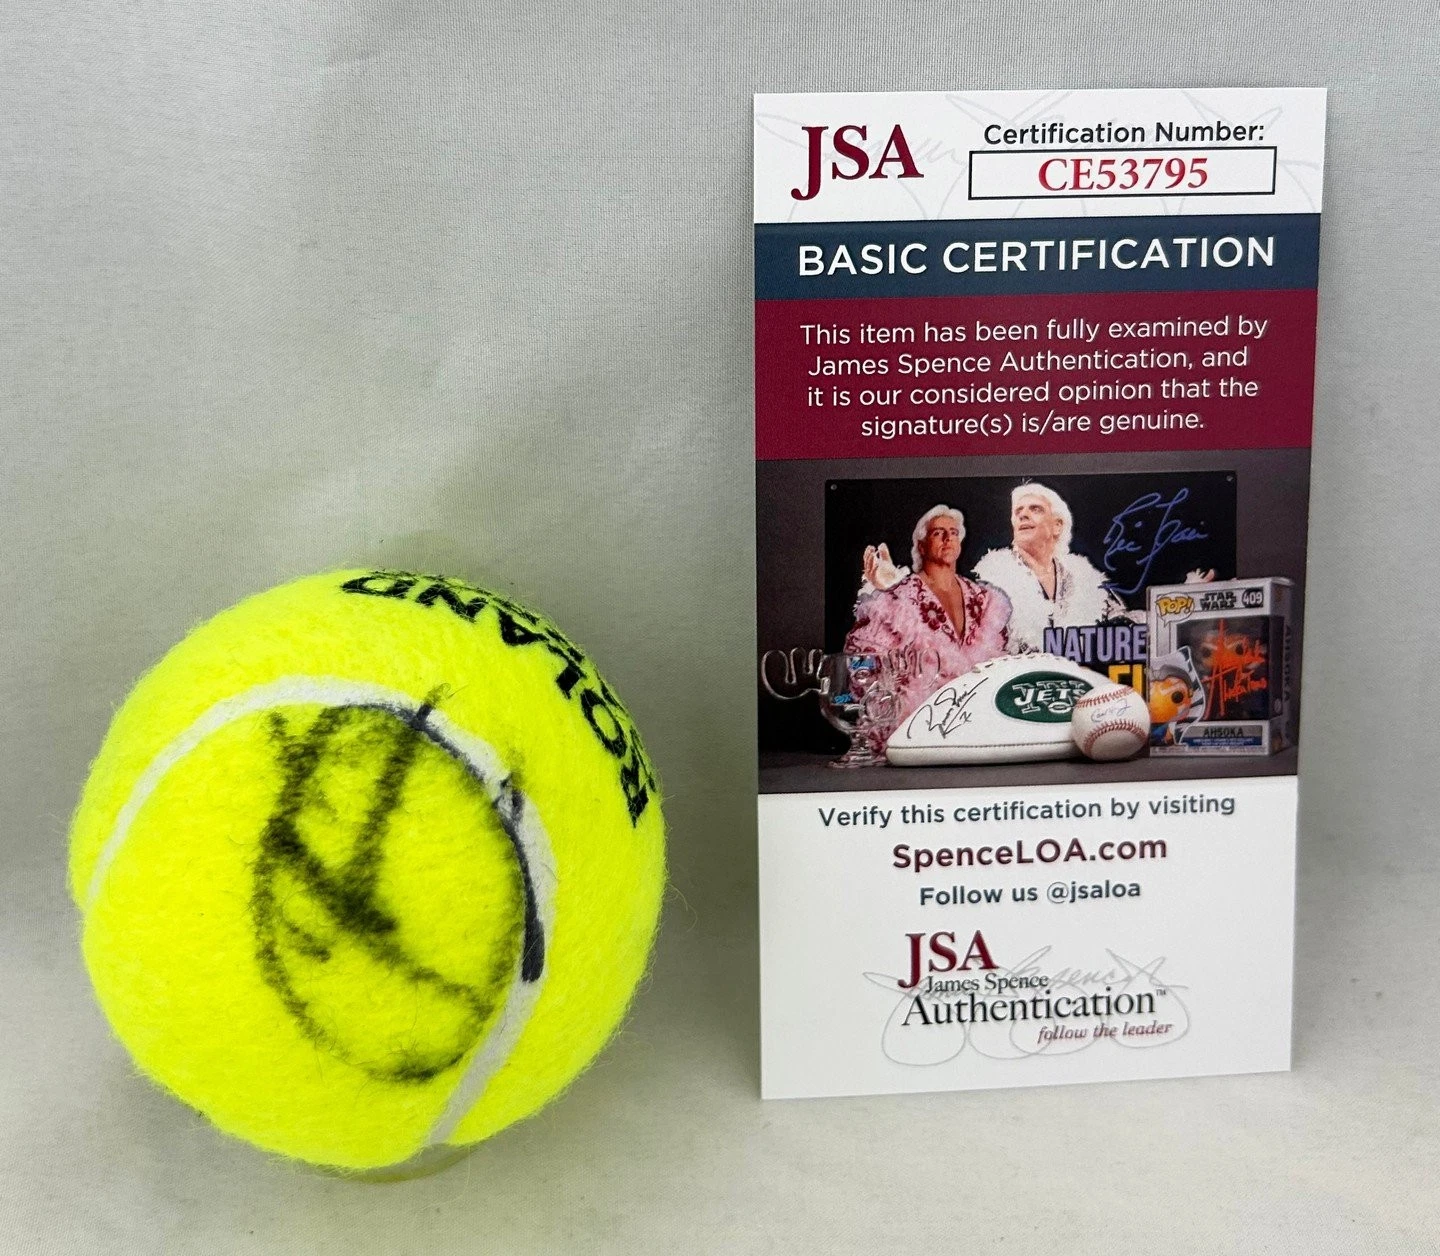 ROLAND
JSA
Certification Number:
CE53795
BASIC CERTIFICATION
This item has been fully examined by
James Spence Authentication, and
it is our considered opinion that the
signature(s) is/are genuine.
NATURE
JETS
POP!
STAR
WARS
409
AHSOKA
Verify this certification by visiting
SpenceLOA.com
Follow us @jsaloa
JSA
James Spence
Authentication™
follow the leader